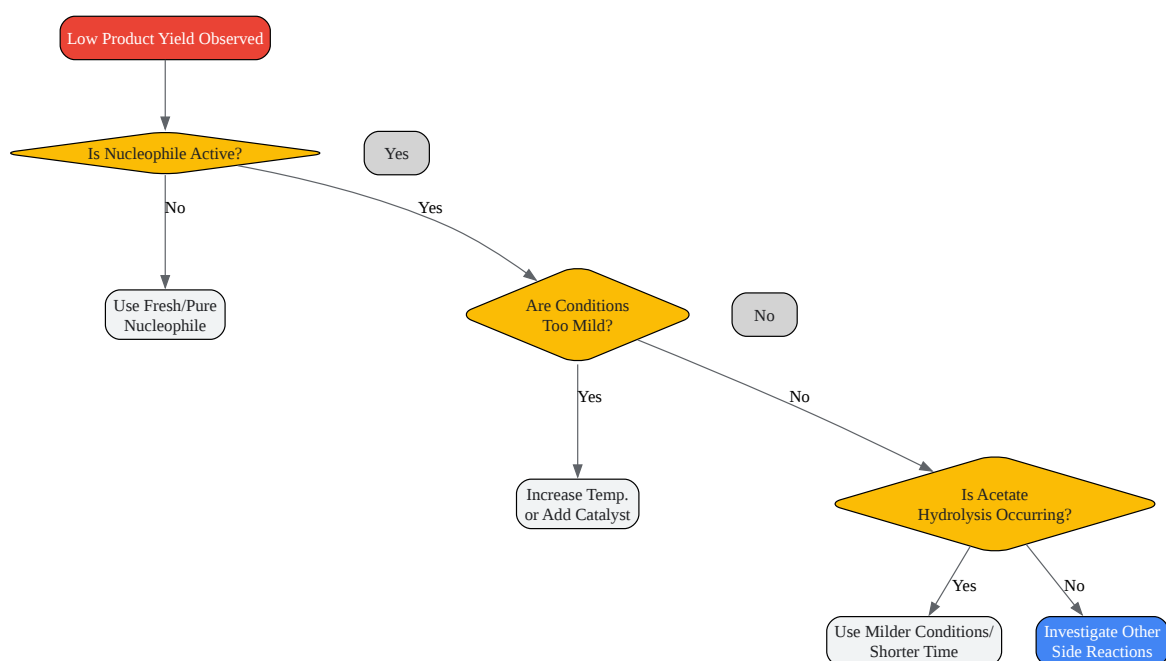 Low Product Yield Observed
Is Nucleophile Active?
Yes
No
Yes
Use Fresh/Pure
Nucleophile
Are Conditions
Too Mild?
No
Yes
No
Increase Temp.
or Add Catalyst
Is Acetate
Hydrolysis Occurring?
Yes
No
Use Milder Conditions/
Shorter Time
Investigate Other
Side Reactions